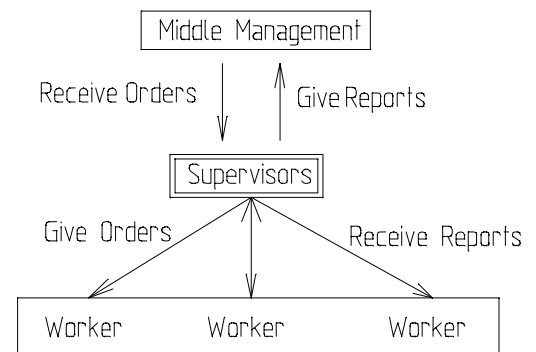 Middle Management
Receive Orders
Give Reports
Supervisors
Give Orders
Receive Reports
Worker Worker Worker